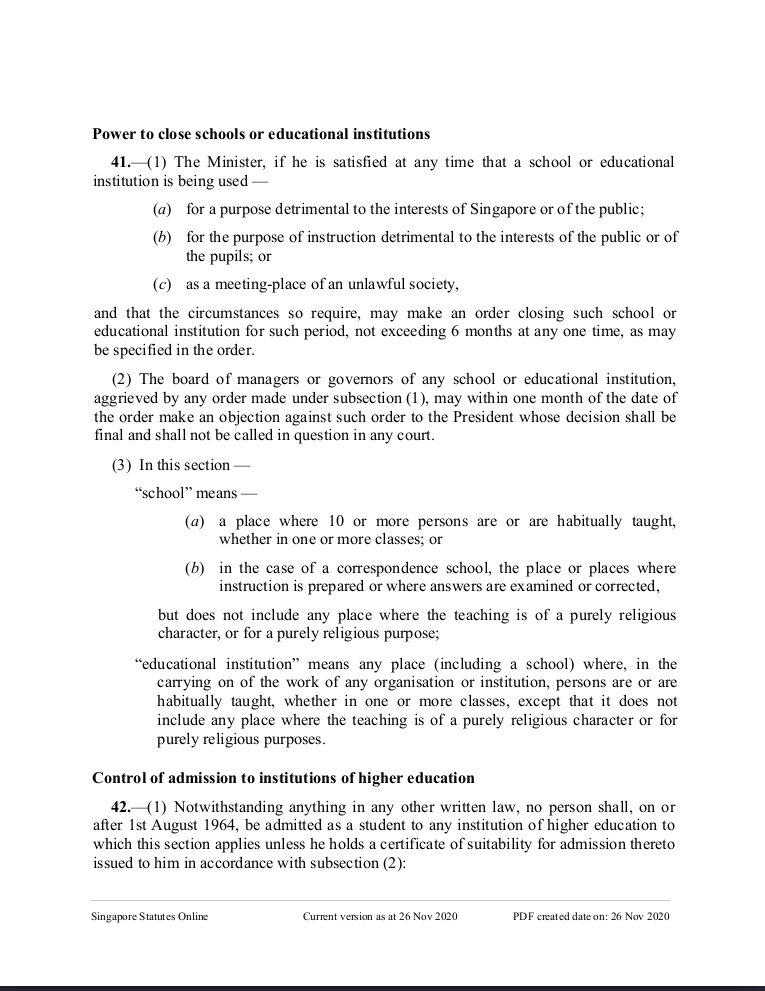 Power to close schools or educational institutions
41.—(1) The Minister, if he is satisfied at any time that a school or educational
institution is being used —
(a) for a purpose detrimental to the interests of Singapore or of the public;
(b) for the purpose of instruction detrimental to the interests of the public or of
the pupils; or
(c) as a meeting-place of an unlawful society,
and that the circumstances so require, may make an order closing such school or
educational institution for such period, not exceeding 6 months at any one time, as may
be specified in the order.
(2) The board of managers or governors of any school or educational institution,
aggrieved by any order made under subsection (1), may within one month of the date of
the order make an objection against such order to the President whose decision shall be
final and shall not be called in question in any court.
(3) In this section —
“school” means —
(a) a place where 10 or more persons are or are habitually taught,
whether in one or more classes; or
(b) in the case of a correspondence school, the place or places where
instruction is prepared or where answers are examined or corrected,
but does not include any place where the teaching is of a purely religious
character, or for a purely religious purpose;
“educational institution” means any place (including a school) where, in the
carrying on of the work of any organisation or institution, persons are or are
habitually taught, whether in one or more classes, except that it does not
include any place where the teaching is of a purely religious character or for
purely religious purposes.
Control of admission to institutions of higher education
42.—(1) Notwithstanding anything in any other written law, no person shall, on or
after 1st August 1964, be admitted as a student to any institution of higher education to
which this section applies unless he holds a certificate of suitability for admission thereto
issued to him in accordance with subsection (2):
Singapore Statutes Online Current version as at 26 Nov 2020 PDF created date on: 26 Nov 2020